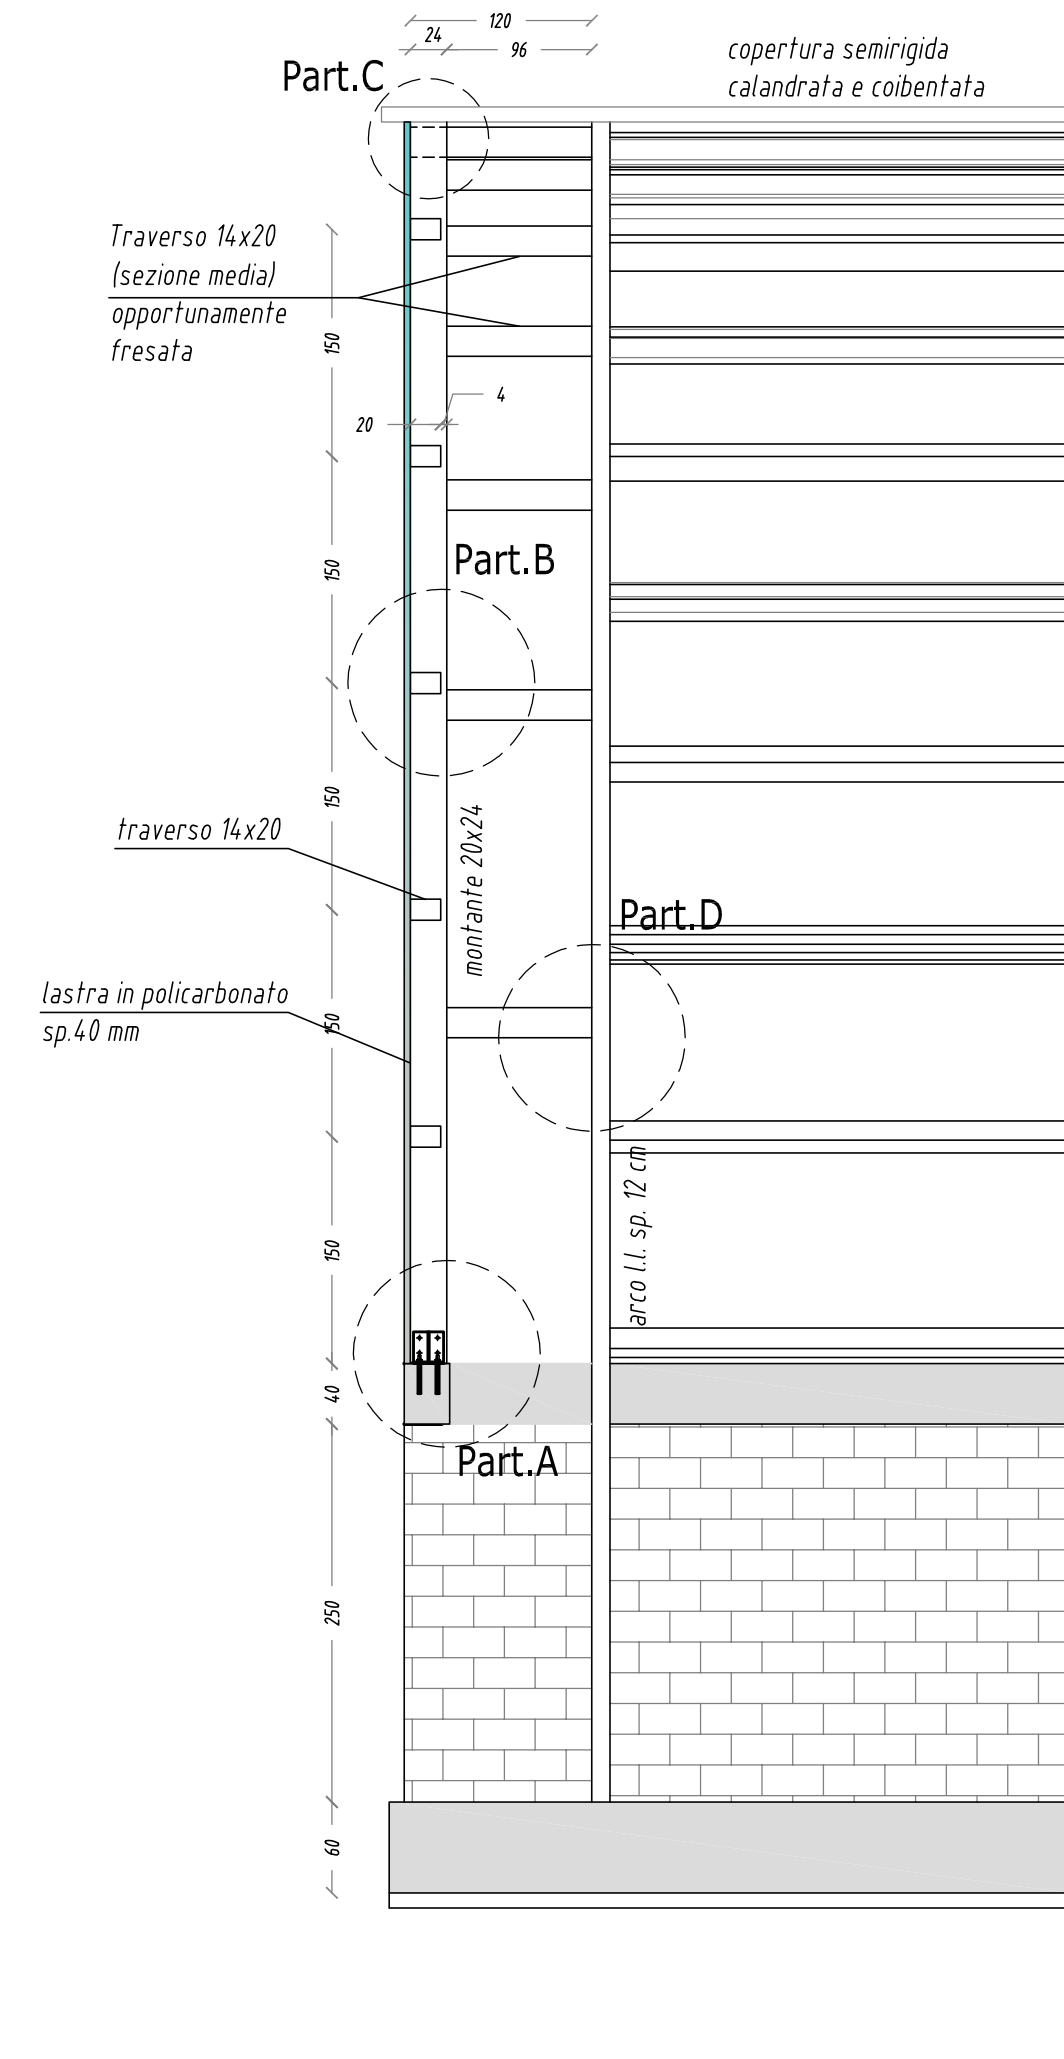 120
24
96
copertura semirigida
calandrata e coibentata
Part.C
Traverso 14x20
(sezione media)
opportunamente
fresata
150
4
20
Part.B
150
150
traverso 14x20
montante 20x24
Part.D
lastra in policarbonato
sp.40 mm
150
arco l.l. sp. 12 cm
150
40
Part.A
250
60